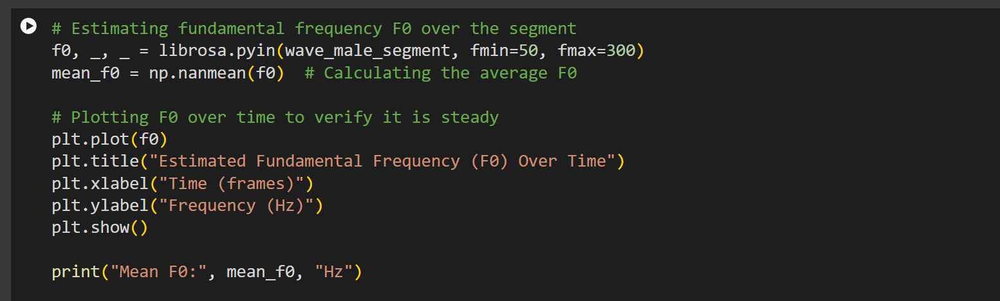 # Estimating fundamental frequency F0 over the segment
f0, _, _ = librosa.pyin(wave_male_segment, fmin=50, fmax=300)
mean_f0 = np.nanmean(f0)  # Calculating the average F0
# Plotting F0 over time to verify it is steady
plt.plot(f0)
plt.title("Estimated Fundamental Frequency (F0) Over Time")
plt.xlabel("Time (frames)")
plt.ylabel("Frequency (Hz)")
plt.show()
print("Mean F0:", mean_f0, "Hz")